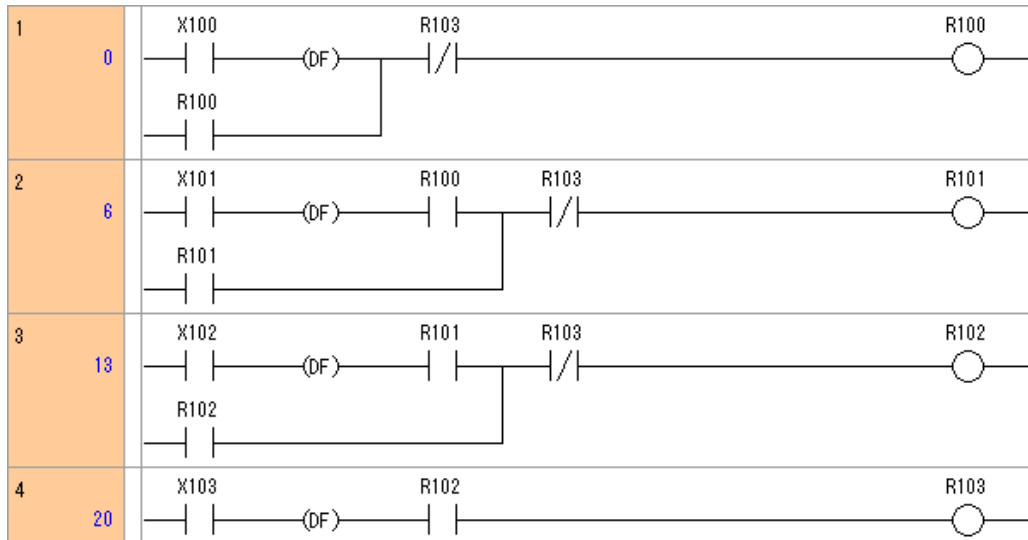 1 X100 R103 R100
0 (DF)
R100
2 X101 R100 R103 R101
6 (DF)
R101
3 X102 R101 R103 R102
13 (DF)
R102
4 X103 R102 R103
20 (DF)